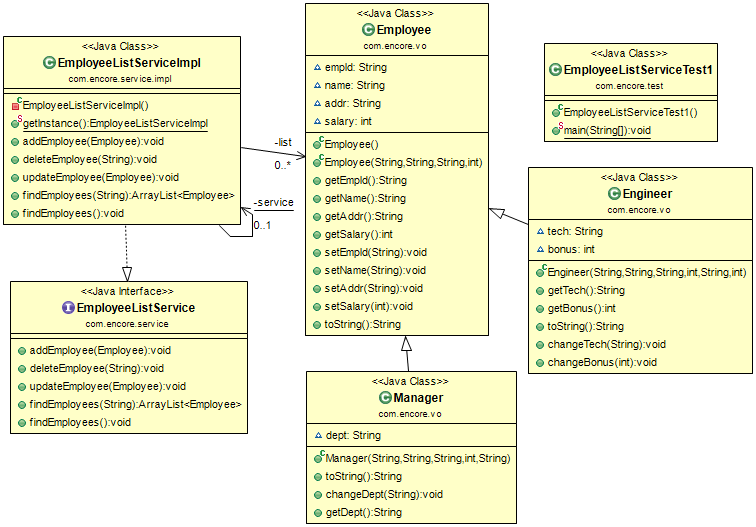 <<Java Class>>
EmployeeListServiceImpl
com.encore.service.impl
EmployeeListServiceImpl()
getInstance():EmployeeListServiceImpl
addEmployee(Employee):void
deleteEmployee(String):void
updateEmployee(Employee):void
findEmployees(String):ArrayList<Employee>
findEmployees():void
-list
0..*
-service
0..1
<<Java Interface>>
EmployeeListService
com.encore.service
addEmployee(Employee):void
deleteEmployee(String):void
updateEmployee(Employee):void
findEmployees(String):ArrayList<Employee>
findEmployees():void
<<Java Class>>
Employee
com.encore.vo
empId: String
name: String
addr: String
salary: int
Employee()
Employee(String,String,String,int)
getEmpId():String
getName():String
getAddr():String
getSalary():int
setEmpId(String):void
setName(String):void
setAddr(String):void
setSalary(int):void
toString():String
<<Java Class>>
Manager
com.encore.vo
dept: String
Manager(String,String,String,int,String)
toString():String
changeDept(String):void
getDept():String
<<Java Class>>
EmployeeListServiceTest1
com.encore.test
EmployeeListServiceTest1()
main(String[]):void
<<Java Class>>
Engineer
com.encore.vo
tech: String
bonus: int
Engineer(String,String,String,int,String,int)
getTech():String
getBonus():int
toString():String
changeTech(String):void
changeBonus(int):void